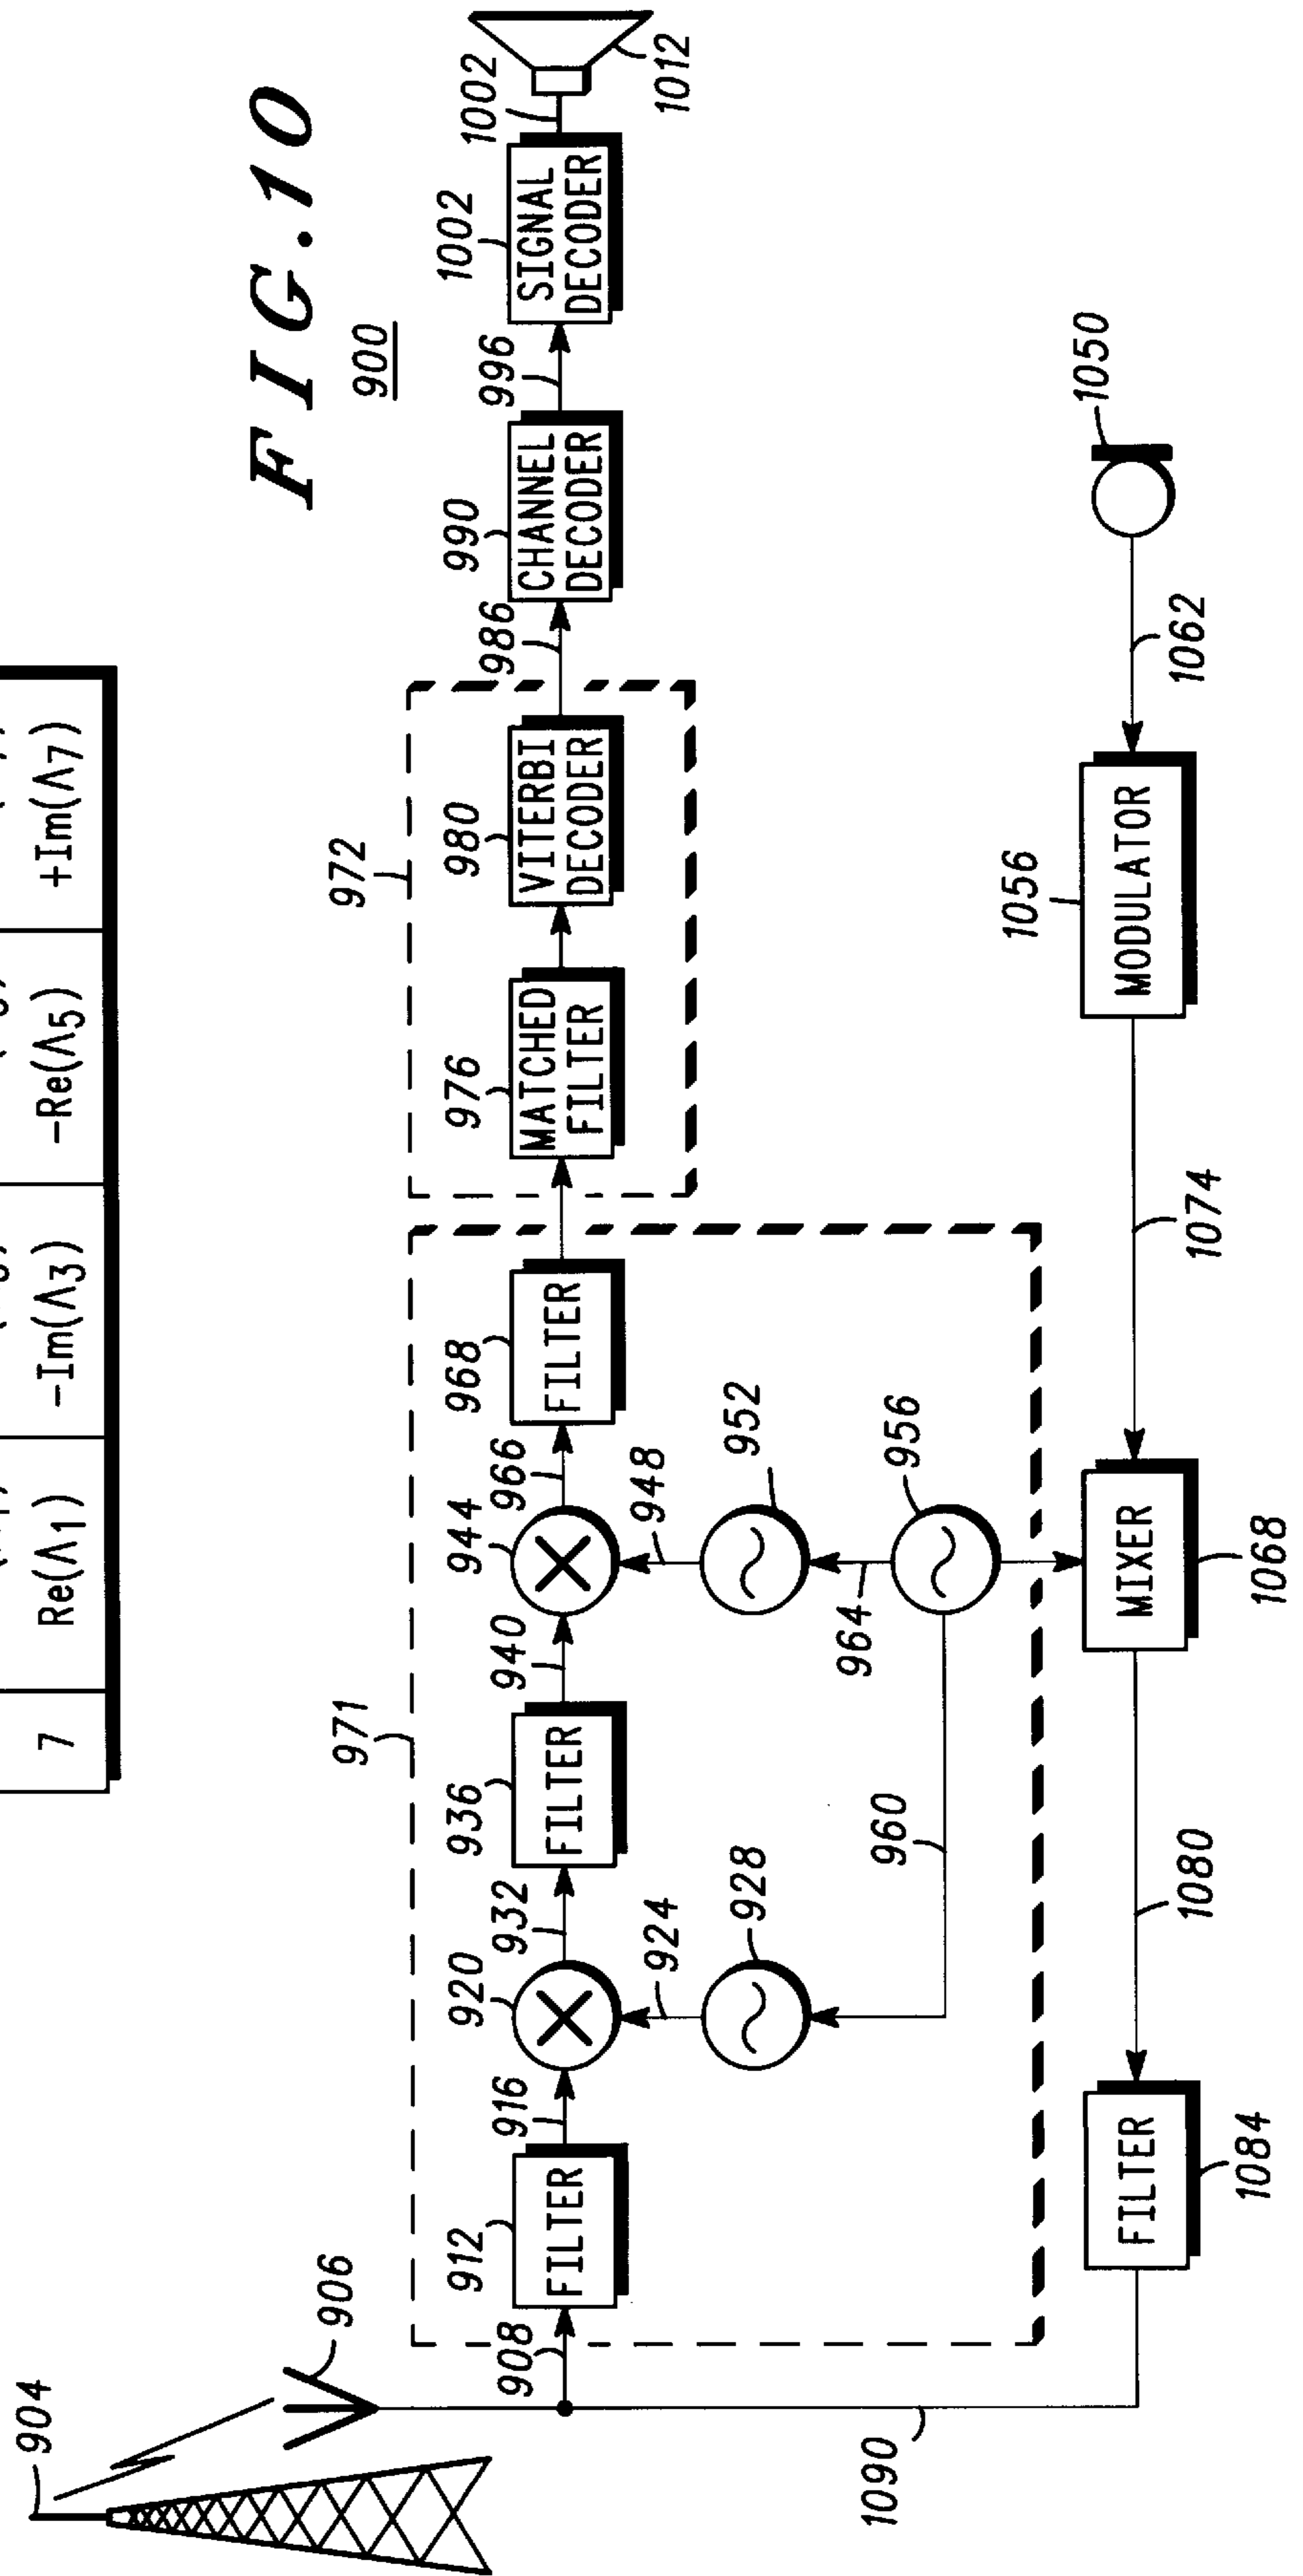 7 Re(Λ1) -Im(Λ3) -Re(Λ5) +Im(Λ7)
FIG.10
900
904
906
908
912
FILTER
916
920
924
928
932
936
FILTER
940
944
948
952
956
960
964
966
968
FILTER
971
972
976
MATCHED
FILTER
980
VITERBI
DECODER
986
990
CHANNEL
DECODER
996
1002
SIGNAL
DECODER
1002
1012
1050
1062
1056
MODULATOR
1074
MIXER
1068
1080
FILTER
1084
1090